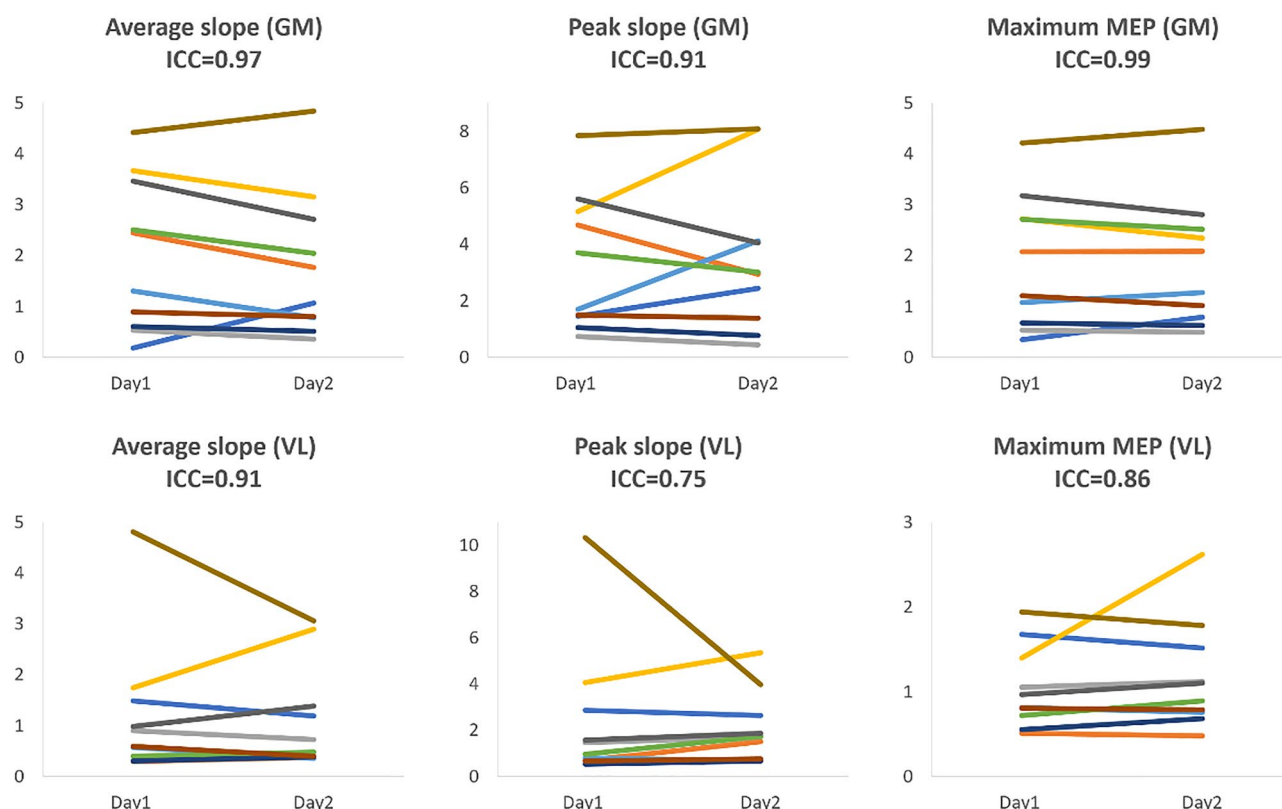 Average slope (GM)
ICC=0.97
5
4
3
2
1
0
Day1 Day2
Peak slope (GM)
ICC=0.91
8
6
4
2
0
Day1 Day2
Maximum MEP (GM)
ICC=0.99
5
4
3
2
1
0
Day1 Day2
Average slope (VL)
ICC=0.91
5
4
3
2
1
0
Day1 Day2
Peak slope (VL)
ICC=0.75
10
8
6
4
2
0
Day1 Day2
Maximum MEP (VL)
ICC=0.86
3
2
1
0
Day1 Day2